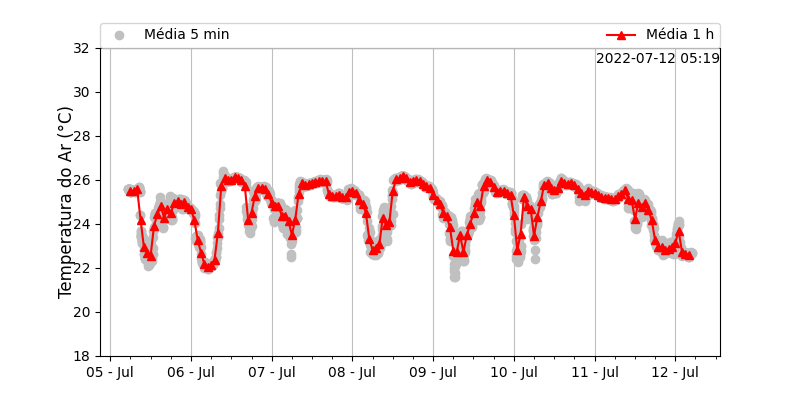 Média 5 min
Média 1 h
2022-07-12 05:19
Temperatura do Ar (°C)
32
30
28
26
24
22
20
18
05 - Jul
06 - Jul
07 - Jul
08 - Jul
09 - Jul
10 - Jul
11 - Jul
12 - Jul